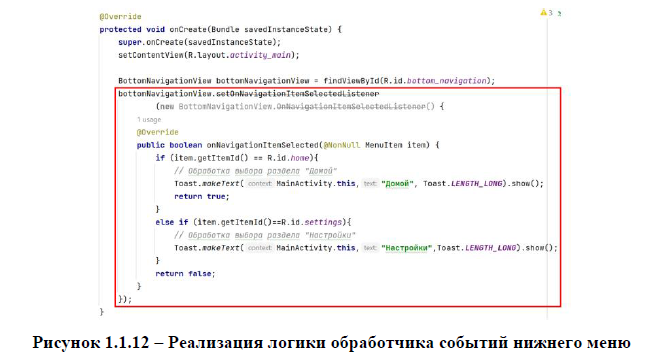 @Override
3 2
protected void onCreate(Bundle savedInstanceState) {
super.onCreate(savedInstanceState);
setContentView(R.layout.activity_main);
BottomNavigationView bottomNavigationView = findViewById(R.id.bottom_navigation);
bottomNavigationView.setOnNavigationItemSelectedListener
(new BottomNavigationView.OnNavigationItemSelectedListener() {
1 usage
@Override
public boolean onNavigationItemSelected(@NonNull MenuItem item) {
if (item.getItemId() == R.id.home){
// Обработка выбора раздела "Домой"
Toast.makeText( context: MainActivity.this, text: "Домой", Toast.LENGTH_LONG).show();
return true;
}
else if (item.getItemId()==R.id.settings){
// Обработка выбора раздела "Настройки"
Toast.makeText( context: MainActivity.this, text: "Настройки",Toast.LENGTH_LONG).show();
}
return false;
}
});
}
Рисунок 1.1.12 – Реализация логики обработчика событий нижнего меню